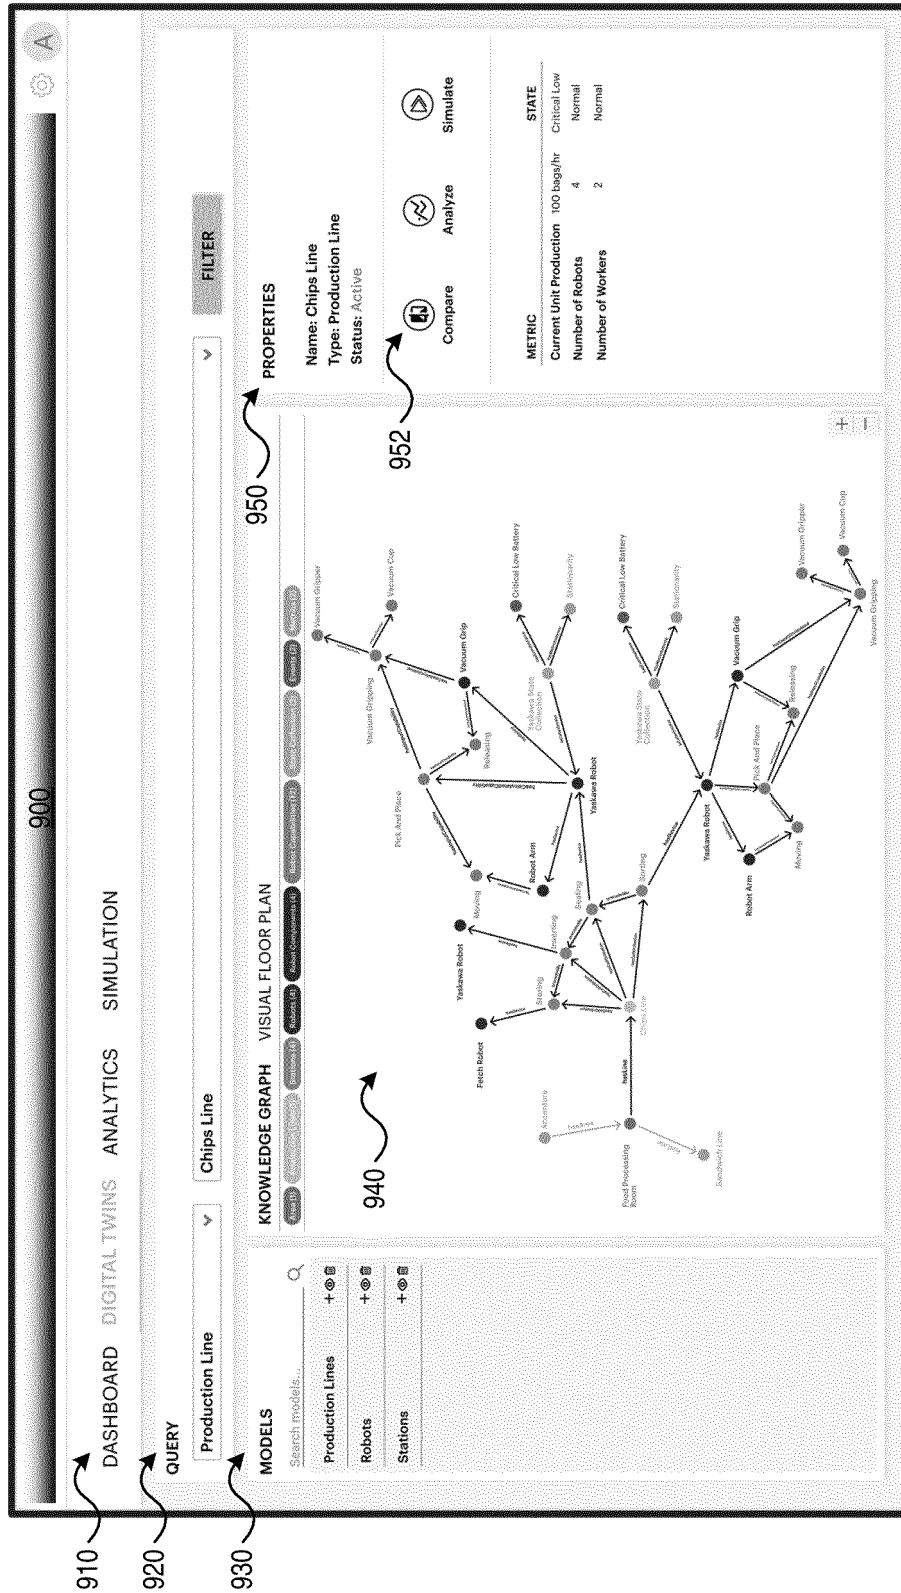 900
A
910
DASHBOARD DIGITAL TWINS ANALYTICS SIMULATION
920
QUERY
Production Line
Chips Line
FILTER
930
MODELS
Search models...
Production Lines
Robots
Stations
KNOWLEDGE GRAPH VISUAL FLOOR PLAN
Robots (4)
Robot Components (4)
940
Accenture
Food Processing
Room
Sandwich Line
hasLine
Chips Line
Fetch Robot
Storing
Yaskawa Robot
Inserting
Sealing
Sorting
Moving
Robot Arm
Pick And Place
Releasing
Yaskawa Robot
Vacuum Grip
Vacuum Gripping
Vacuum Gripper
Vacuum Cup
Yaskawa State
Collection
Critical Low Battery
Stationarity
Yaskawa State
Collection
Critical Low Battery
Stationarity
Yaskawa Robot
Robot Arm
Moving
Pick And Place
Releasing
Vacuum Grip
Vacuum Gripping
Vacuum Gripper
Vacuum Cup
+
−
950
PROPERTIES
Name: Chips Line
Type: Production Line
Status: Active
952
Compare
Analyze
Simulate
METRIC STATE
Current Unit Production 100 bags/hr Critical Low
Number of Robots 4 Normal
Number of Workers 2 Normal